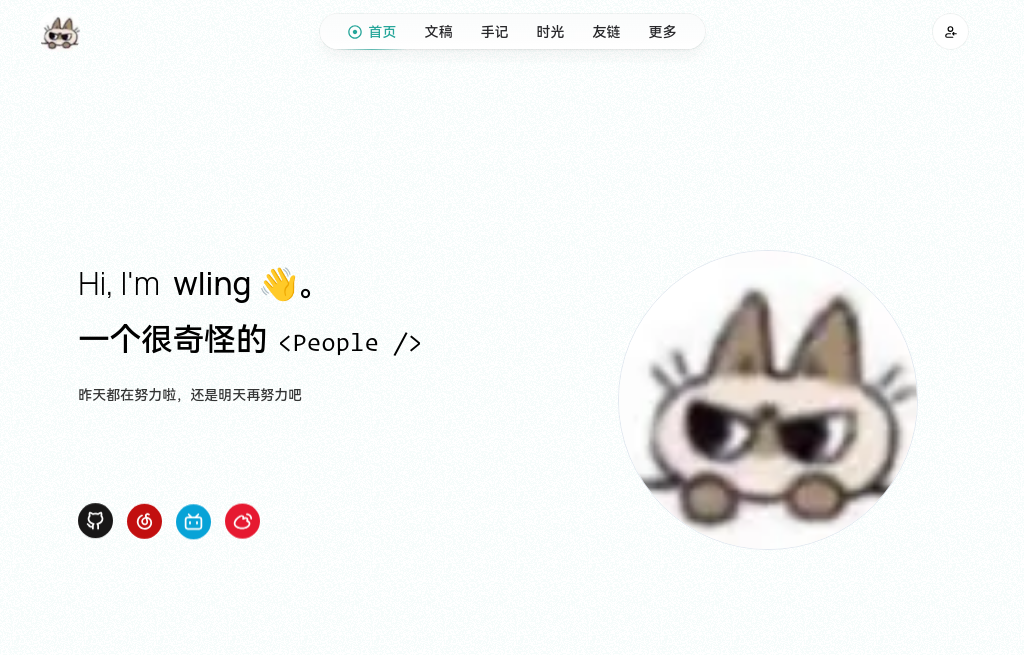 首页 文稿 手记 时光 友链 更多
Hi, I'm wling 👋。
一个很奇怪的 <People />
昨天都在努力啦，还是明天再努力吧